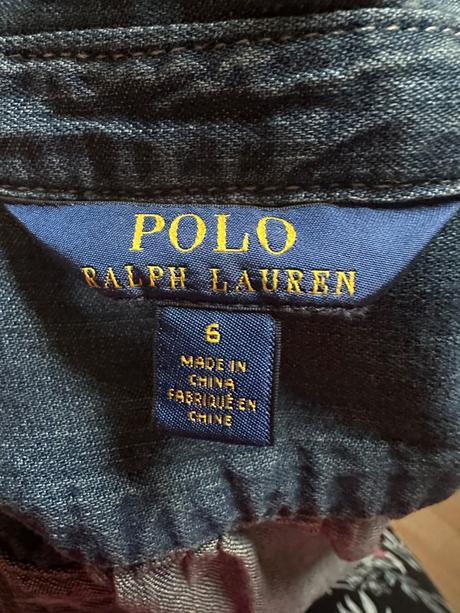 POLO
RALPH LAUREN
6
MADE IN
CHINA
FABRIQUÉ EN
CHINE